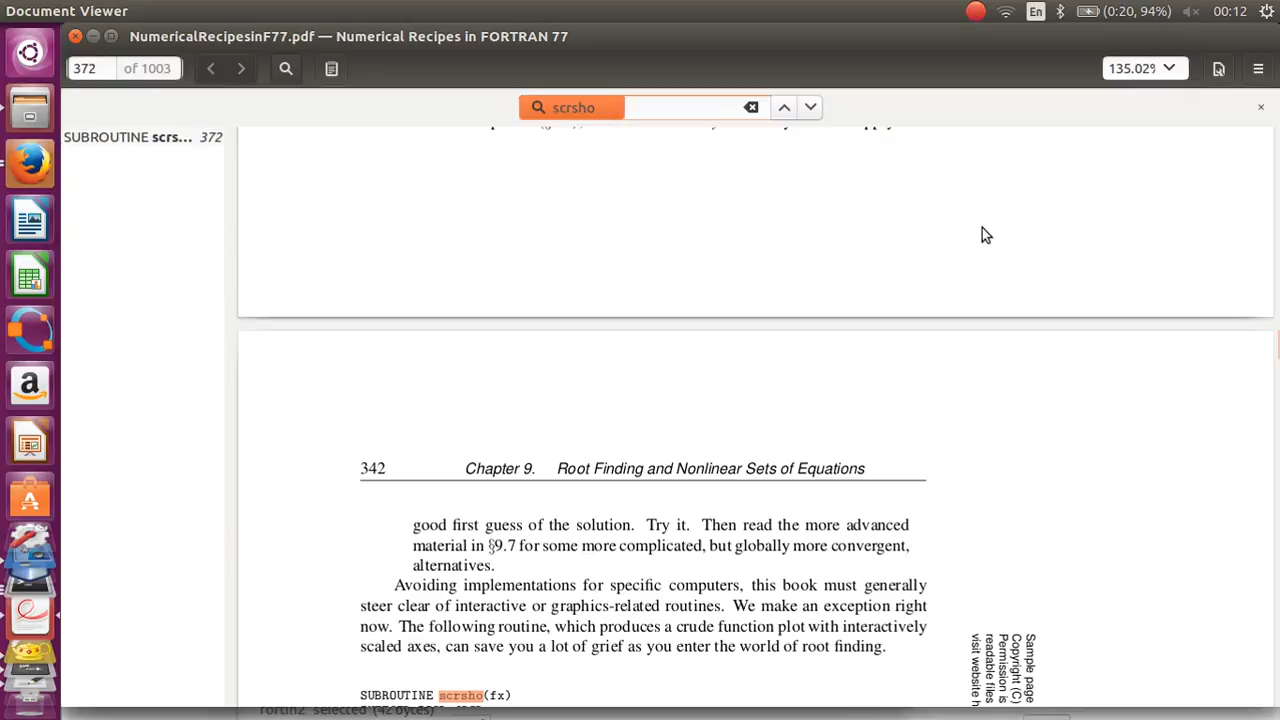 Document Viewer
En
(0:20, 94%)
00:12
NumericalRecipesinF77.pdf — Numerical Recipes in FORTRAN 77
372 of 1003
135.02%
scrsho
SUBROUTINE scrs... 372
342 Chapter 9. Root Finding and Nonlinear Sets of Equations
good first guess of the solution. Try it. Then read the more advanced
material in §9.7 for some more complicated, but globally more convergent,
alternatives.
Avoiding implementations for specific computers, this book must generally
steer clear of interactive or graphics-related routines. We make an exception right
now. The following routine, which produces a crude function plot with interactively
scaled axes, can save you a lot of grief as you enter the world of root finding.
SUBROUTINE scrsho(fx)
Sample page
Copyright (C)
Permission is
readable files
visit website h